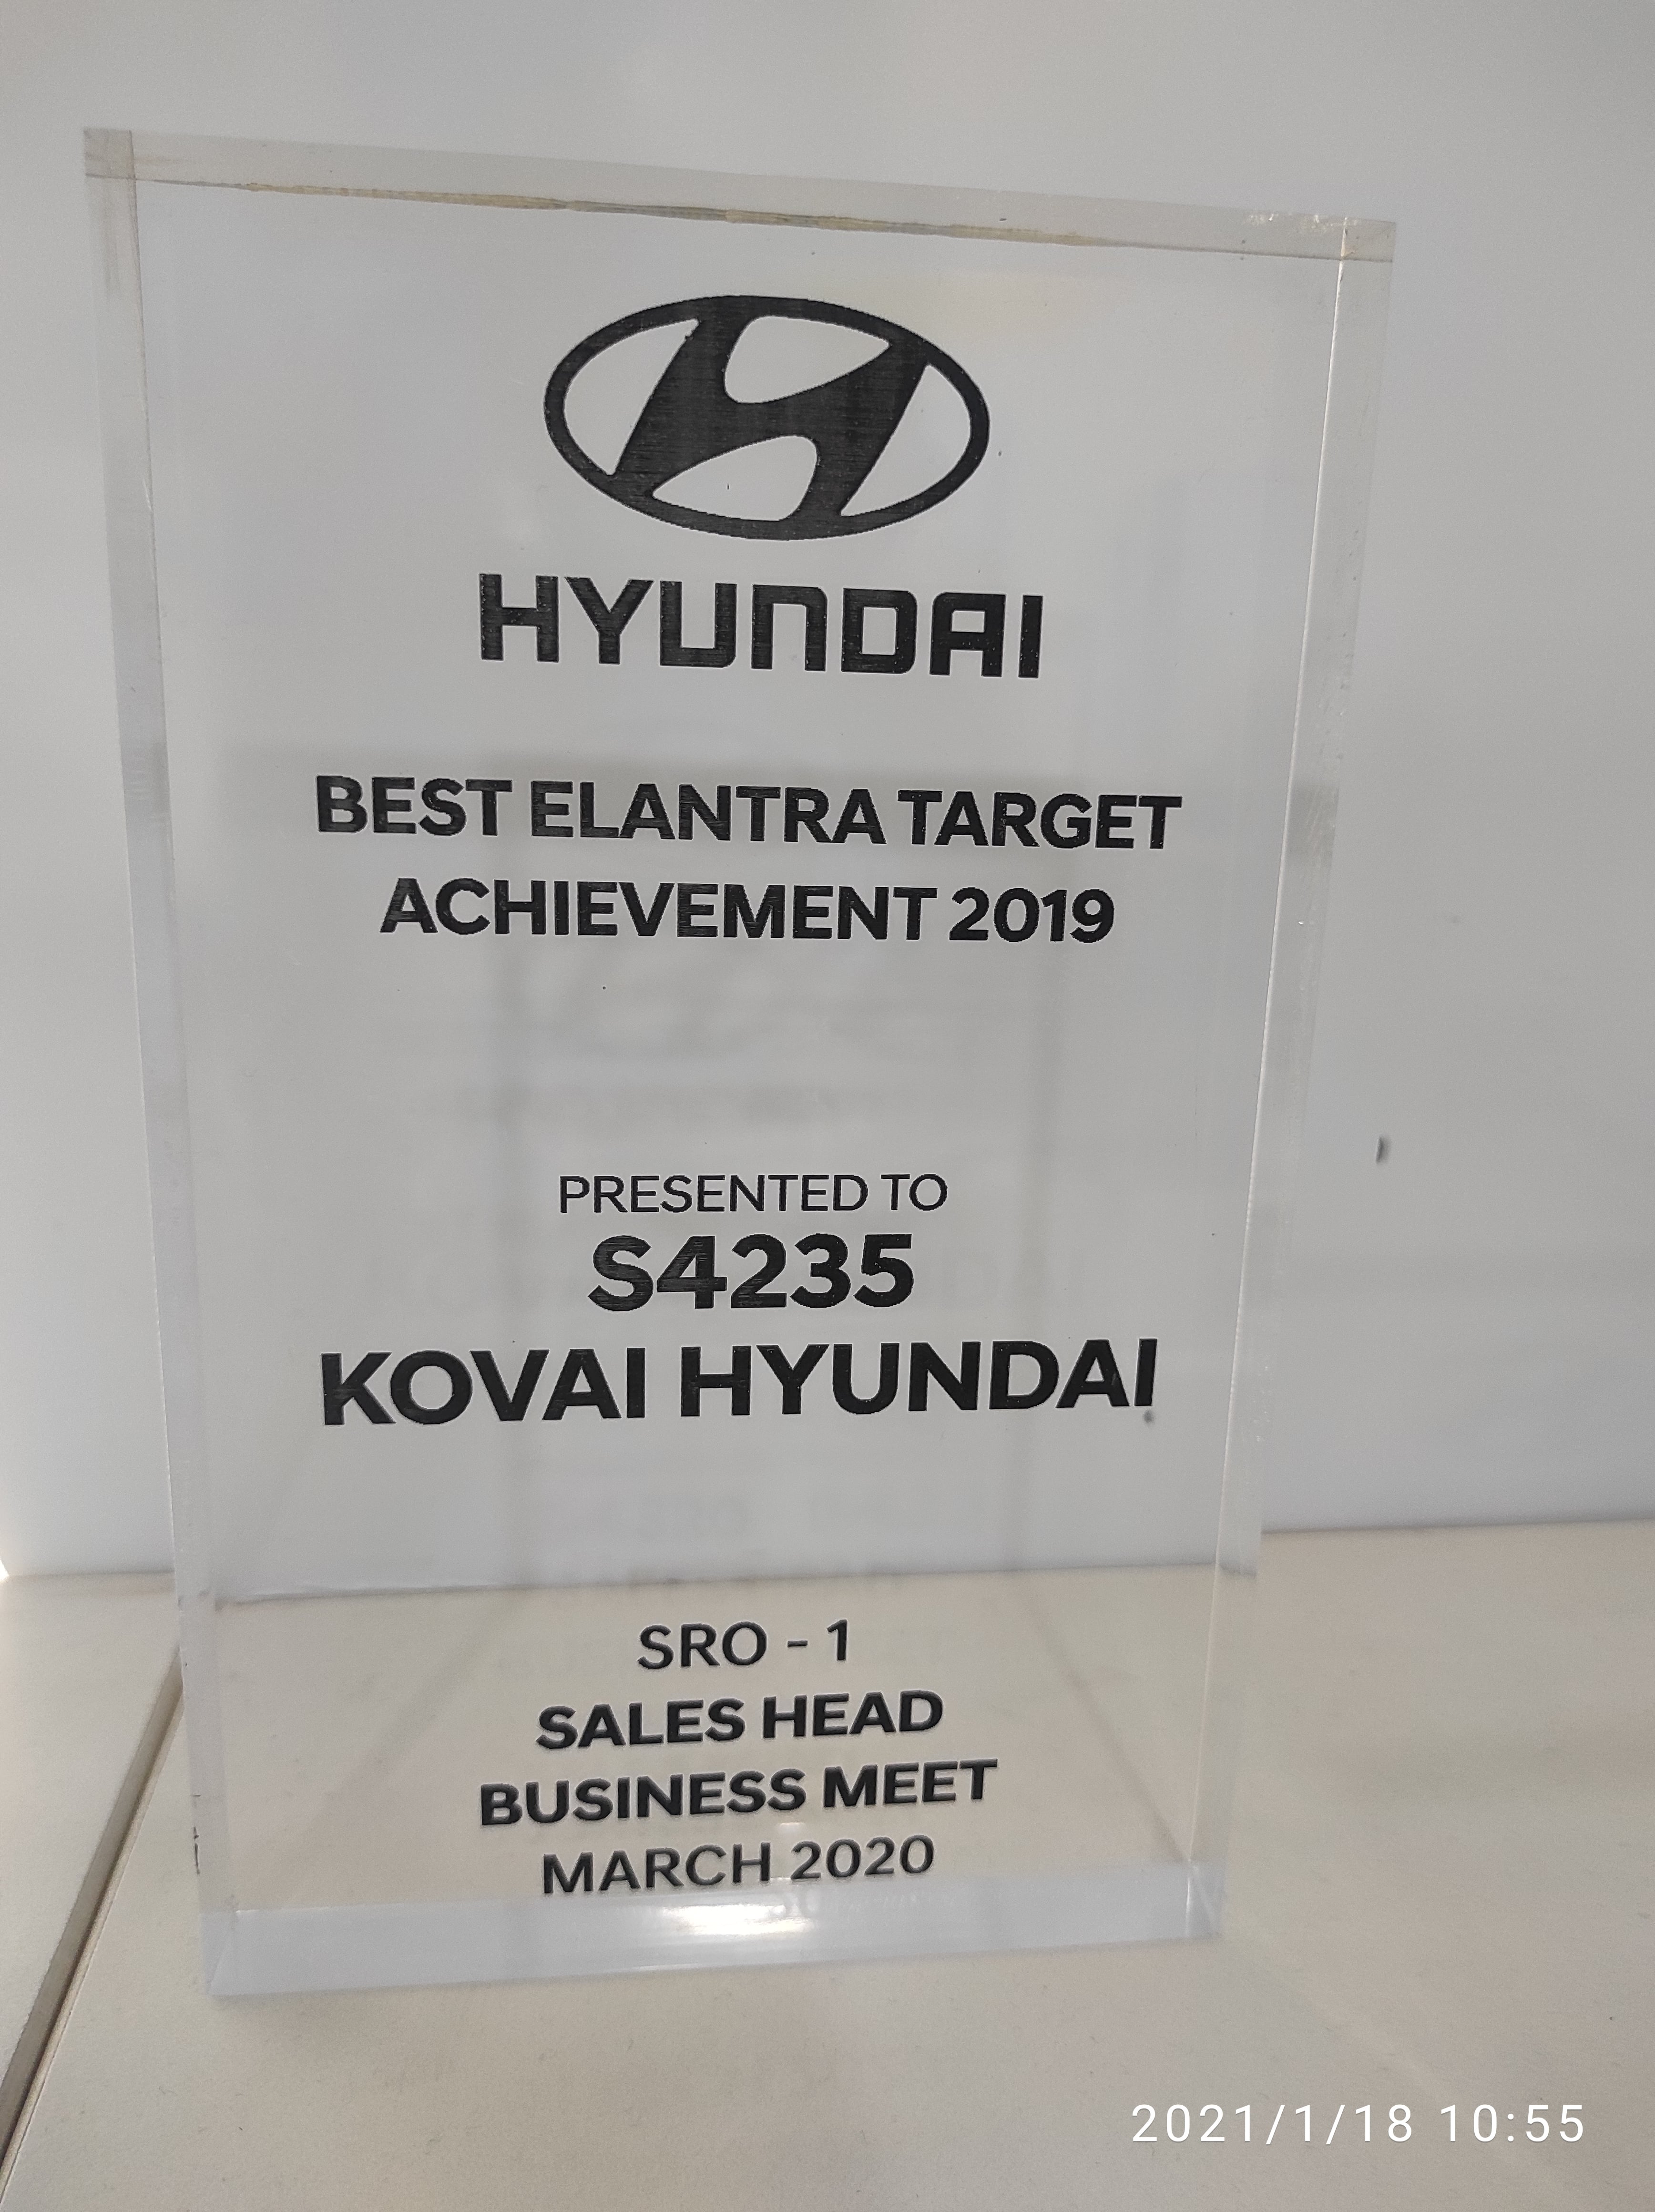 HYUNDAI
BEST ELANTRA TARGET
ACHIEVEMENT 2019
PRESENTED TO
S4235
KOVAI HYUNDAI
SRO - 1
SALES HEAD
BUSINESS MEET
MARCH 2020
2021/1/18 10:55